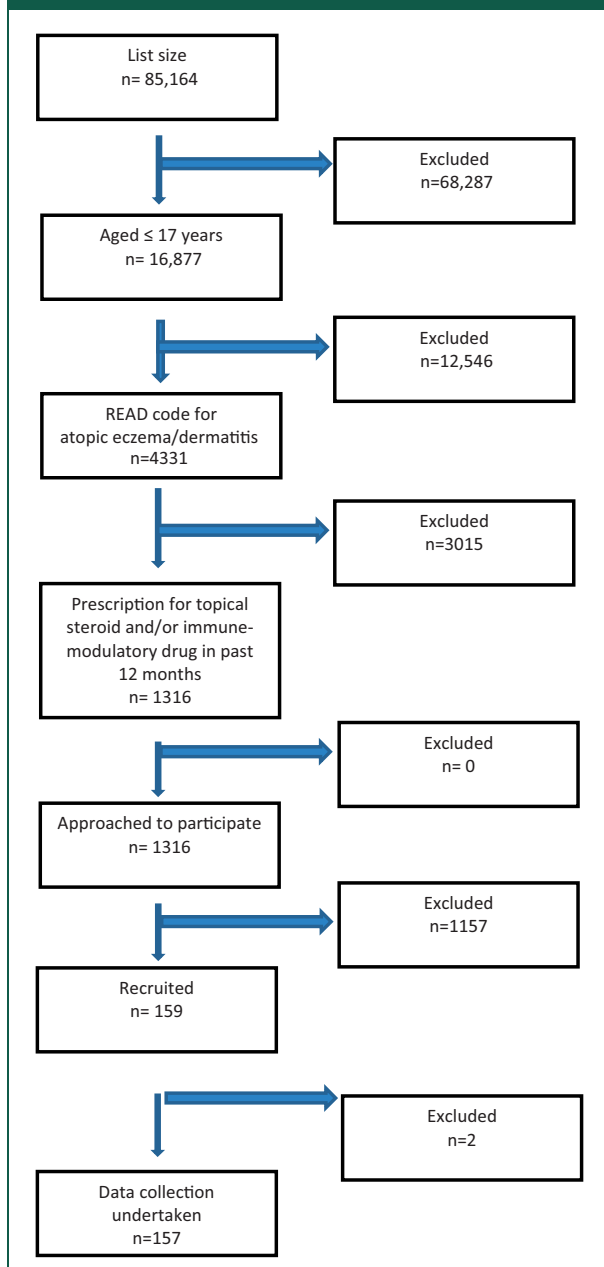 List size
n= 85,164
Excluded
n=68,287
Aged ≤ 17 years
n= 16,877
Excluded
n=12,546
READ code for
atopic eczema/dermatitis
n=4331
Excluded
n=3015
Prescription for topical
steroid and/or immune-
modulatory drug in past
12 months
n= 1316
Excluded
n= 0
Approached to participate
n= 1316
Excluded
n=1157
Recruited
n= 159
Excluded
n=2
Data collection
undertaken
n=157